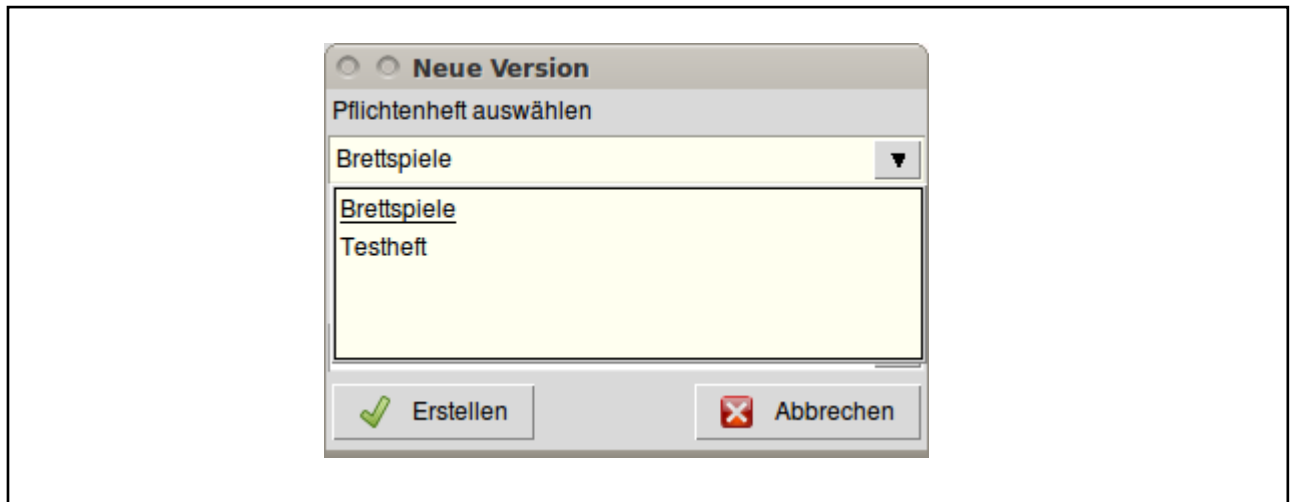 Neue Version
Pflichtenheft auswählen
Brettspiele
Brettspiele
Testheft
Erstellen
Abbrechen